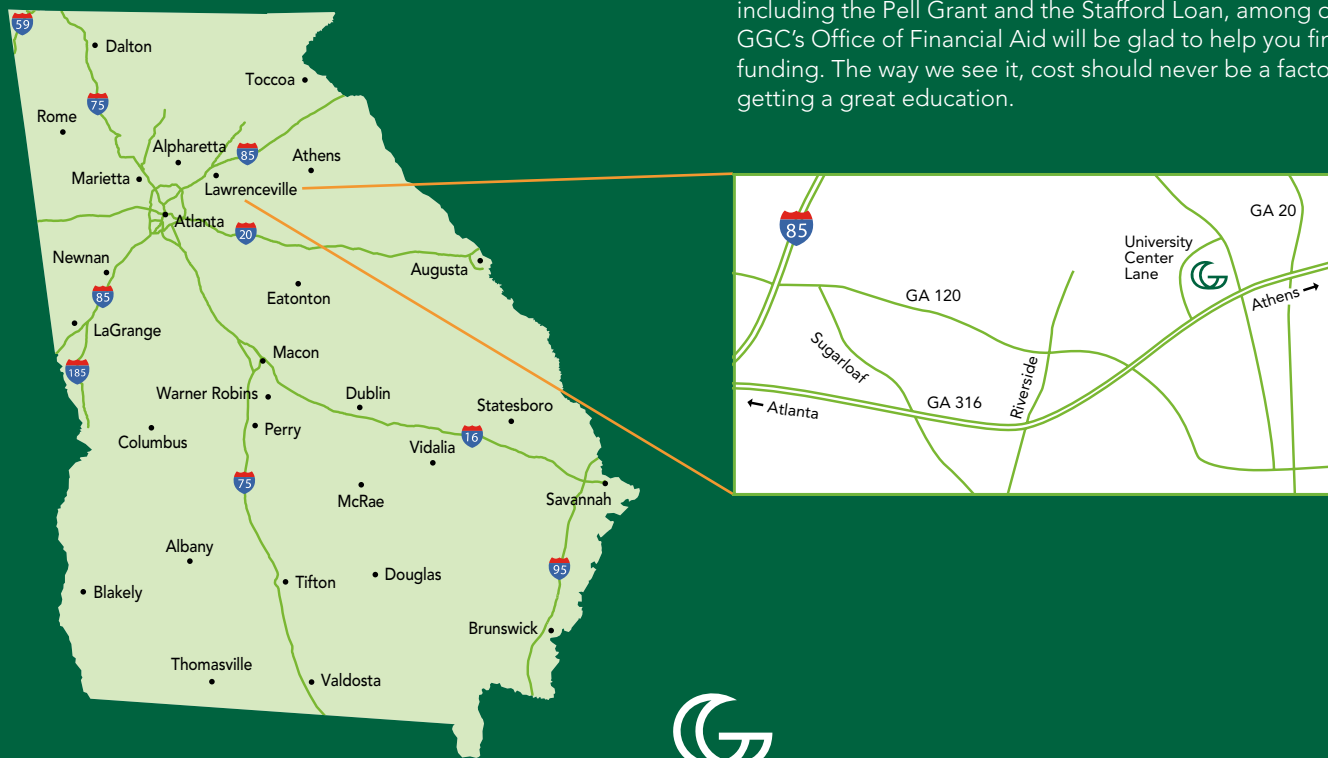 including the Pell Grant and the Stafford Loan, among
GGC’s Office of Financial Aid will be glad to help you
funding. The way we see it, cost should never be a
getting a great education.
59
Dalton
Toccoa
75
Rome
Alpharetta
85
Athens
Marietta
Lawrenceville
Atlanta
20
Newnan
Augusta
85
Eatonton
LaGrange
Macon
185
Warner Robins
Dublin
Statesboro
Columbus
Perry
16
Vidalia
75
McRae
Savannah
Albany
95
Tifton
Douglas
Blakely
Brunswick
Thomasville
Valdosta
85
GA 20
University
Center
Lane
GA 120
Athens
Sugarloaf
Riverside
GA 316
Atlanta